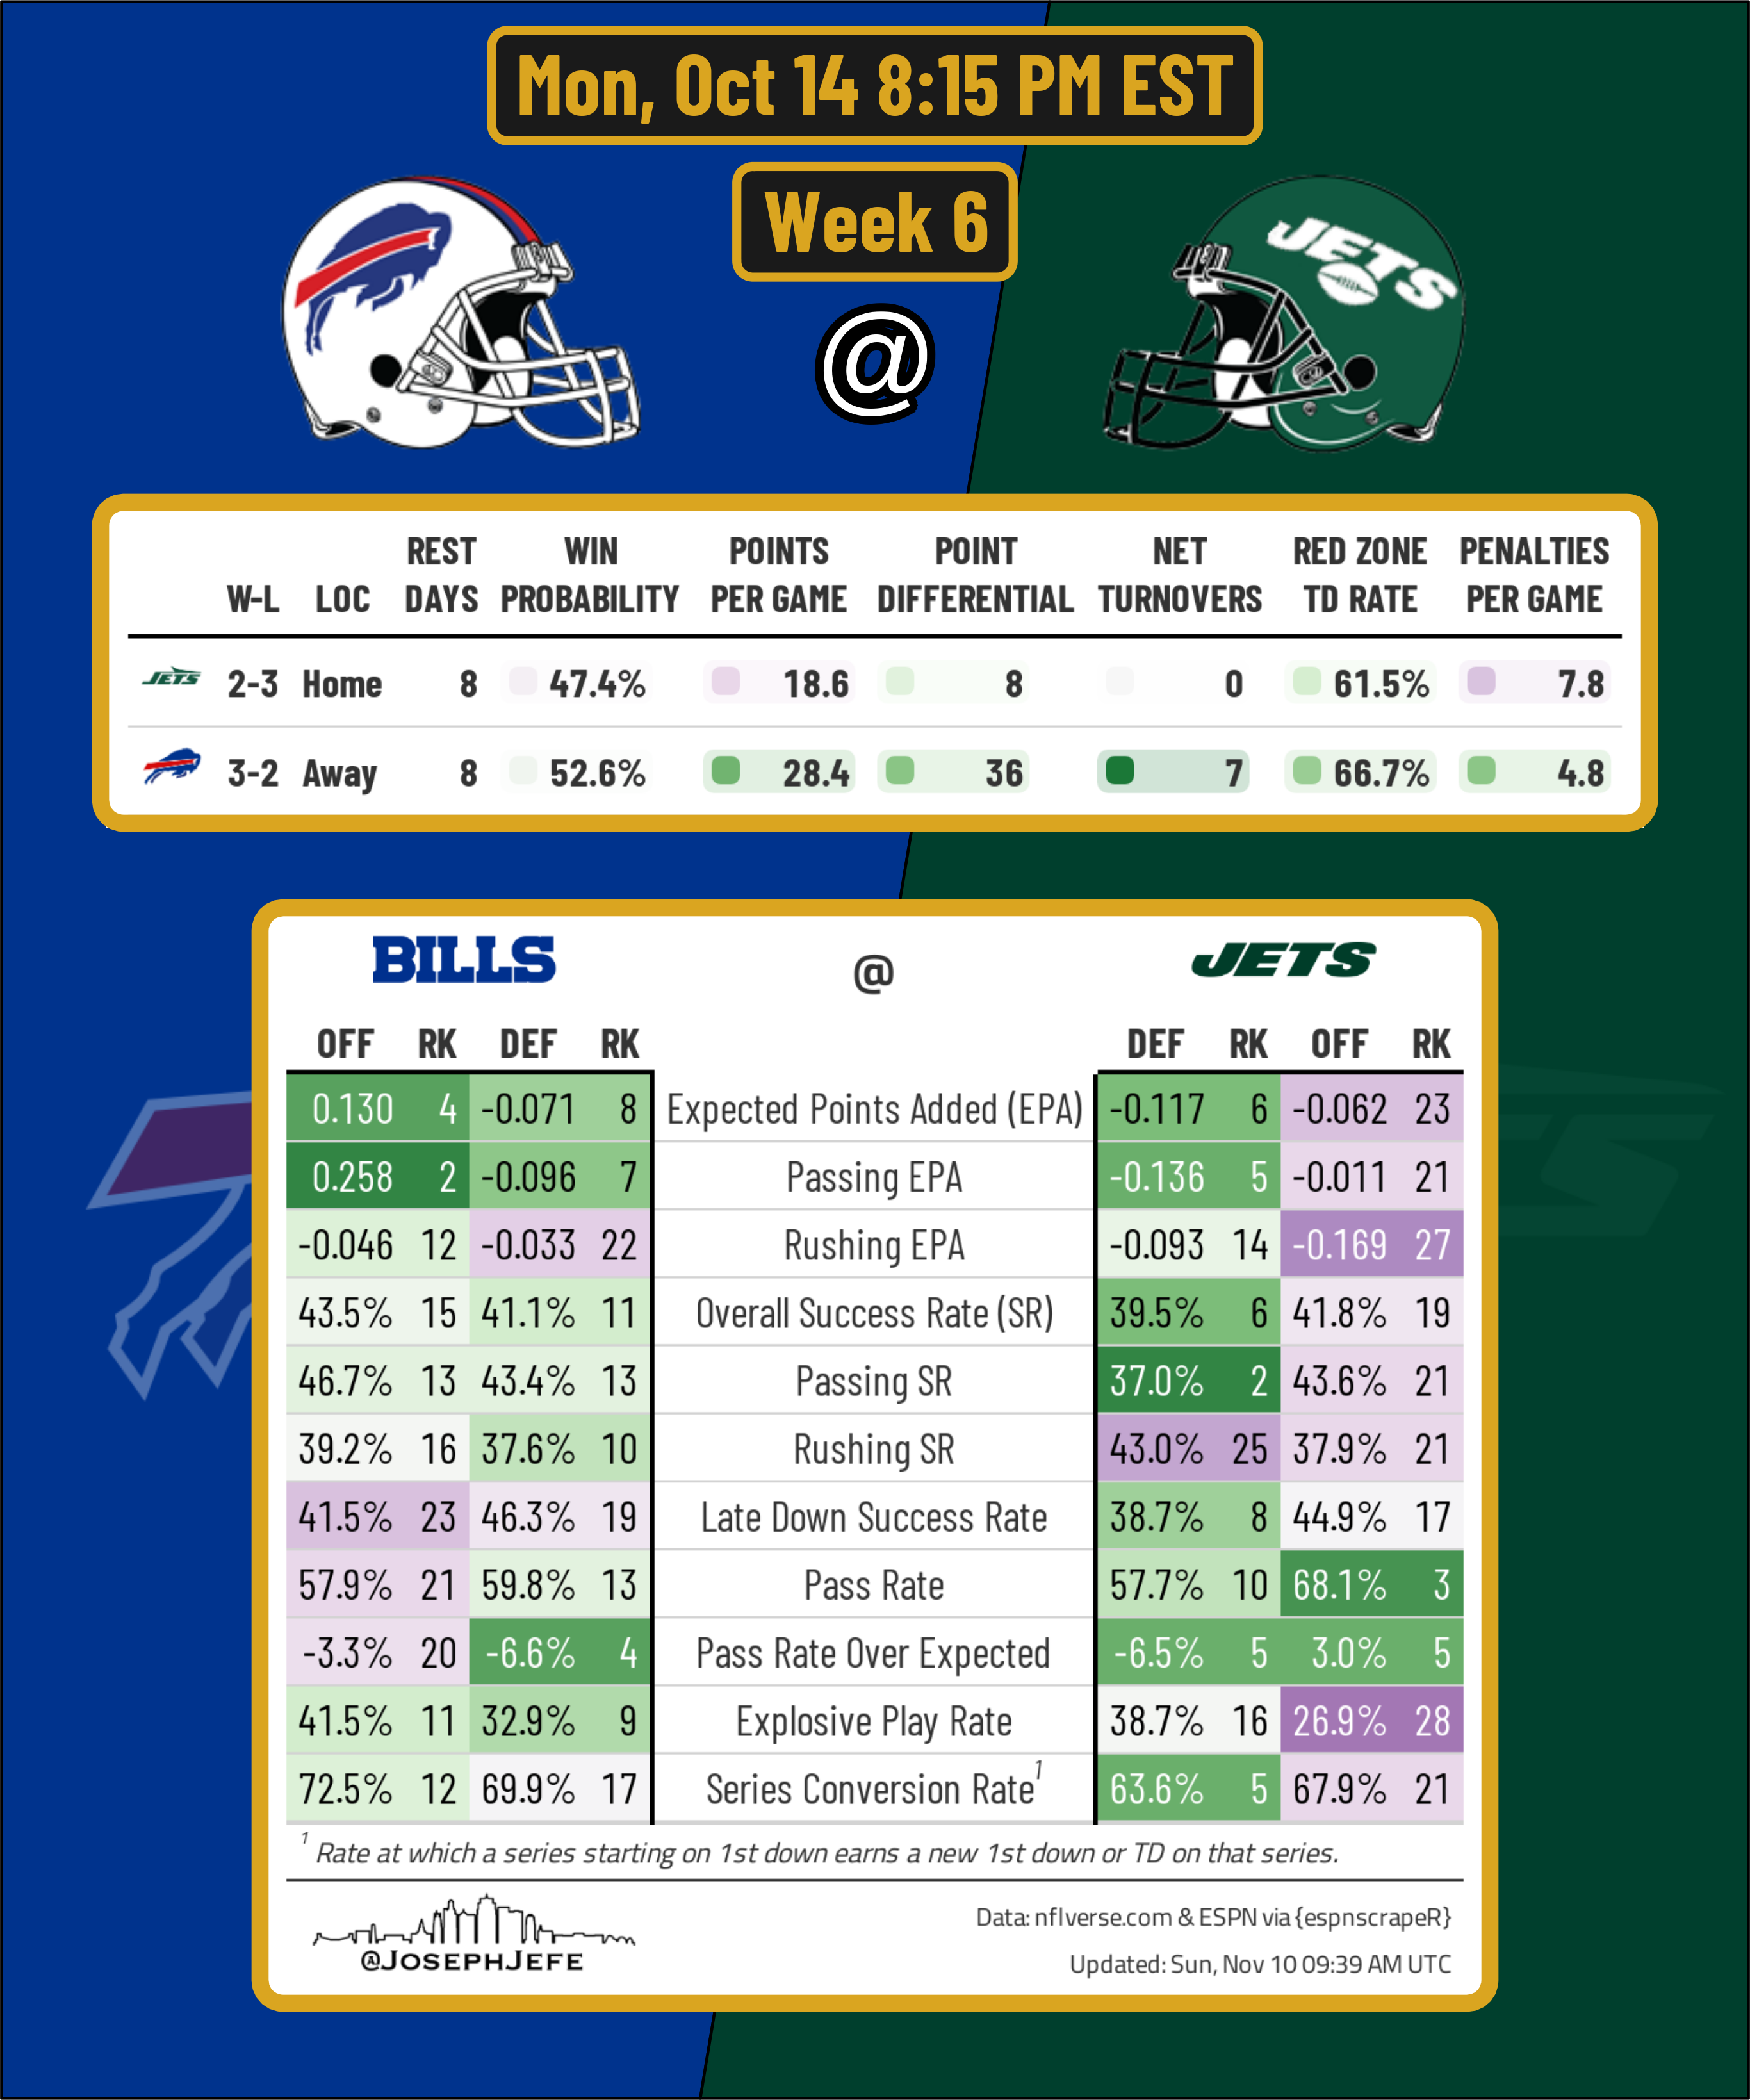 Mon, Oct 14 8:15 PM EST
Week 6
JETS
@
REST WIN POINTS POINT NET RED ZONE PENALTIES
W-L LOC DAYS PROBABILITY PER GAME DIFFERENTIAL TURNOVERS TD RATE PER GAME
JETS 2-3 Home 8 47.4% 18.6 8 0 61.5% 7.8
3-2 Away 8 52.6% 28.4 36 7 66.7% 4.8
BILLS @ JETS
OFF RK DEF RK DEF RK OFF RK
0.130 4 -0.071 8 Expected Points Added (EPA) -0.117 6 -0.062 23
0.258 2 -0.096 7 Passing EPA -0.136 5 -0.011 21
-0.046 12 -0.033 22 Rushing EPA -0.093 14 -0.169 27
43.5% 15 41.1% 11 Overall Success Rate (SR) 39.5% 6 41.8% 19
46.7% 13 43.4% 13 Passing SR 37.0% 2 43.6% 21
39.2% 16 37.6% 10 Rushing SR 43.0% 25 37.9% 21
41.5% 23 46.3% 19 Late Down Success Rate 38.7% 8 44.9% 17
57.9% 21 59.8% 13 Pass Rate 57.7% 10 68.1% 3
-3.3% 20 -6.6% 4 Pass Rate Over Expected -6.5% 5 3.0% 5
41.5% 11 32.9% 9 Explosive Play Rate 38.7% 16 26.9% 28
72.5% 12 69.9% 17 Series Conversion Rate¹ 63.6% 5 67.9% 21
¹ Rate at which a series starting on 1st down earns a new 1st down or TD on that series.
@JOSEPHJEFE
Data: nflverse.com & ESPN via {espnscrapeR}
Updated: Sun, Nov 10 09:39 AM UTC